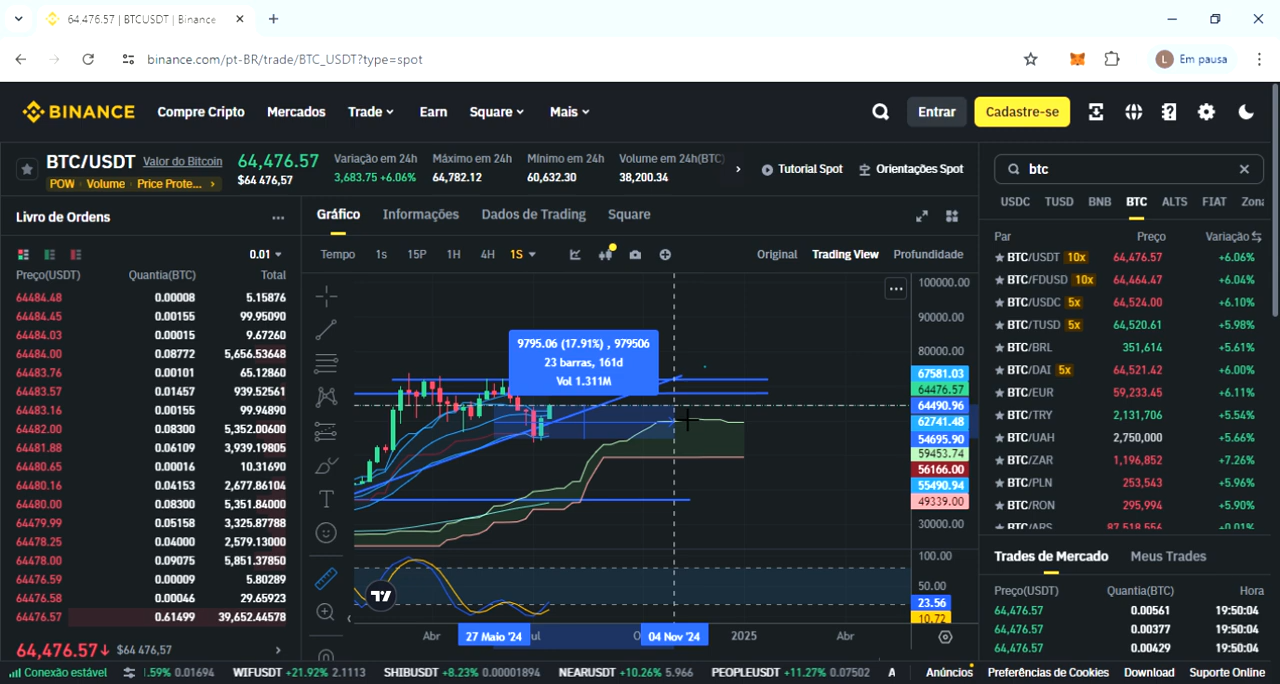 64,476.57 | BTCUSDT | Binance
binance.com/pt-BR/trade/BTC_USDT?type=spot
L Em pausa
BINANCE Compre Cripto Mercados Trade Earn Square Mais Entrar Cadastre-se
BTC/USDT Valor do Bitcoin
POW · Volume · Price Prote...
64,476.57
$64 476,57
Variação em 24h
3,683.75 +6.06%
Máximo em 24h
64,782.12
Mínimo em 24h
60,632.30
Volume em 24h(BTC)
38,200.34
Tutorial Spot Orientações Spot
Livro de Ordens
0.01
Preço(USDT) Quantia(BTC) Total
64484.48 0.00008 5.15876
64484.45 0.00155 99.95090
64484.03 0.00015 9.67260
64484.00 0.08772 5,656.53648
64483.76 0.00101 65.12860
64483.57 0.01457 939.52561
64483.16 0.00155 99.94890
64482.00 0.08300 5,352.00600
64481.88 0.06109 3,939.19805
64480.65 0.00016 10.31690
64480.16 0.04153 2,677.86104
64480.00 0.08300 5,351.84000
64479.99 0.05158 3,325.87788
64478.25 0.04000 2,579.13000
64478.00 0.09075 5,851.37850
64476.59 0.00009 5.80289
64476.58 0.00046 29.65923
64476.57 0.61499 39,652.44578
64,476.57↓ $64 476,57
Gráfico Informações Dados de Trading Square
Tempo 1s 15P 1H 4H 1S
Original Trading View Profundidade
9795.06 (17.91%) , 979506
23 barras, 161d
Vol 1.311M
100000.00
90000.00
80000.00
67581.03
64476.57
64490.96
62741.48
54695.90
59453.74
56166.00
55490.94
49339.00
30000.00
100.00
50.00
23.56
10.72
Abr 27 Maio '24 ul 04 Nov '24 2025 Abr
btc
USDC TUSD BNB BTC ALTS FIAT Zona
Par Preço Variação
BTC/USDT 10x 64,476.57 +6.06%
BTC/FDUSD 10x 64,464.47 +6.04%
BTC/USDC 5x 64,524.00 +6.10%
BTC/TUSD 5x 64,520.61 +5.98%
BTC/BRL 351,614 +5.61%
BTC/DAI 5x 64,521.42 +6.00%
BTC/EUR 59,233.45 +6.11%
BTC/TRY 2,131,706 +5.54%
BTC/UAH 2,750,000 +5.66%
BTC/ZAR 1,196,852 +7.26%
BTC/PLN 253,543 +5.96%
BTC/RON 295,994 +5.90%
BTC/ARS 87,518,556 +0.01%
Trades de Mercado Meus Trades
Preço(USDT) Quantia(BTC) Hora
64,476.57 0.00561 19:50:04
64,476.57 0.00377 19:50:04
64,476.57 0.00429 19:50:04
Conexão estável .59% 0.01694 WIFUSDT +21.92% 2.1113 SHIBUSDT +8.23% 0.00001894 NEARUSDT +10.26% 5.966 PEOPLEUSDT +11.27% 0.07502 A Anúncios Preferências de Cookies Download Suporte Online